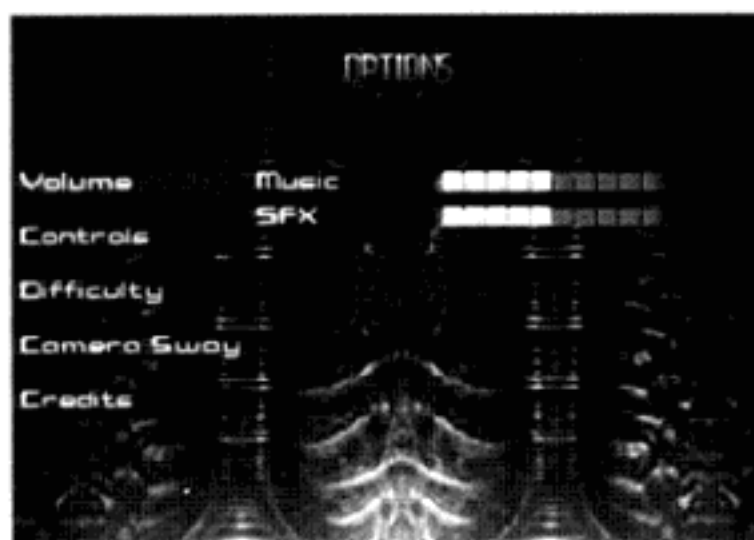 OPTIONS
Volume Music
SFX
Controls
Difficulty
Camera Sway
Credits